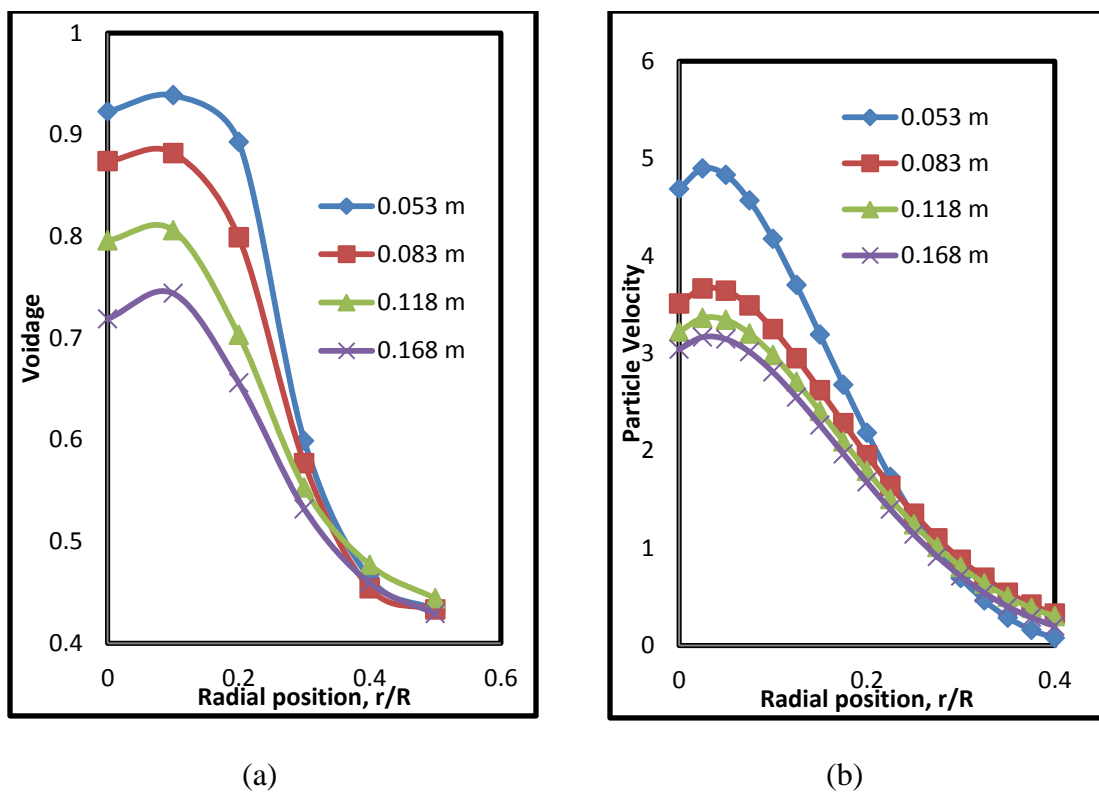 1
0.9
0.8
0.7
0.6
0.5
0.4
0
0.2
0.4
0.6
Voidage
Radial position, r/R
0.053 m
0.083 m
0.118 m
0.168 m
(a)
6
5
4
3
2
1
0
0
0.2
0.4
Particle Velocity
Radial position, r/R
0.053 m
0.083 m
0.118 m
0.168 m
(b)